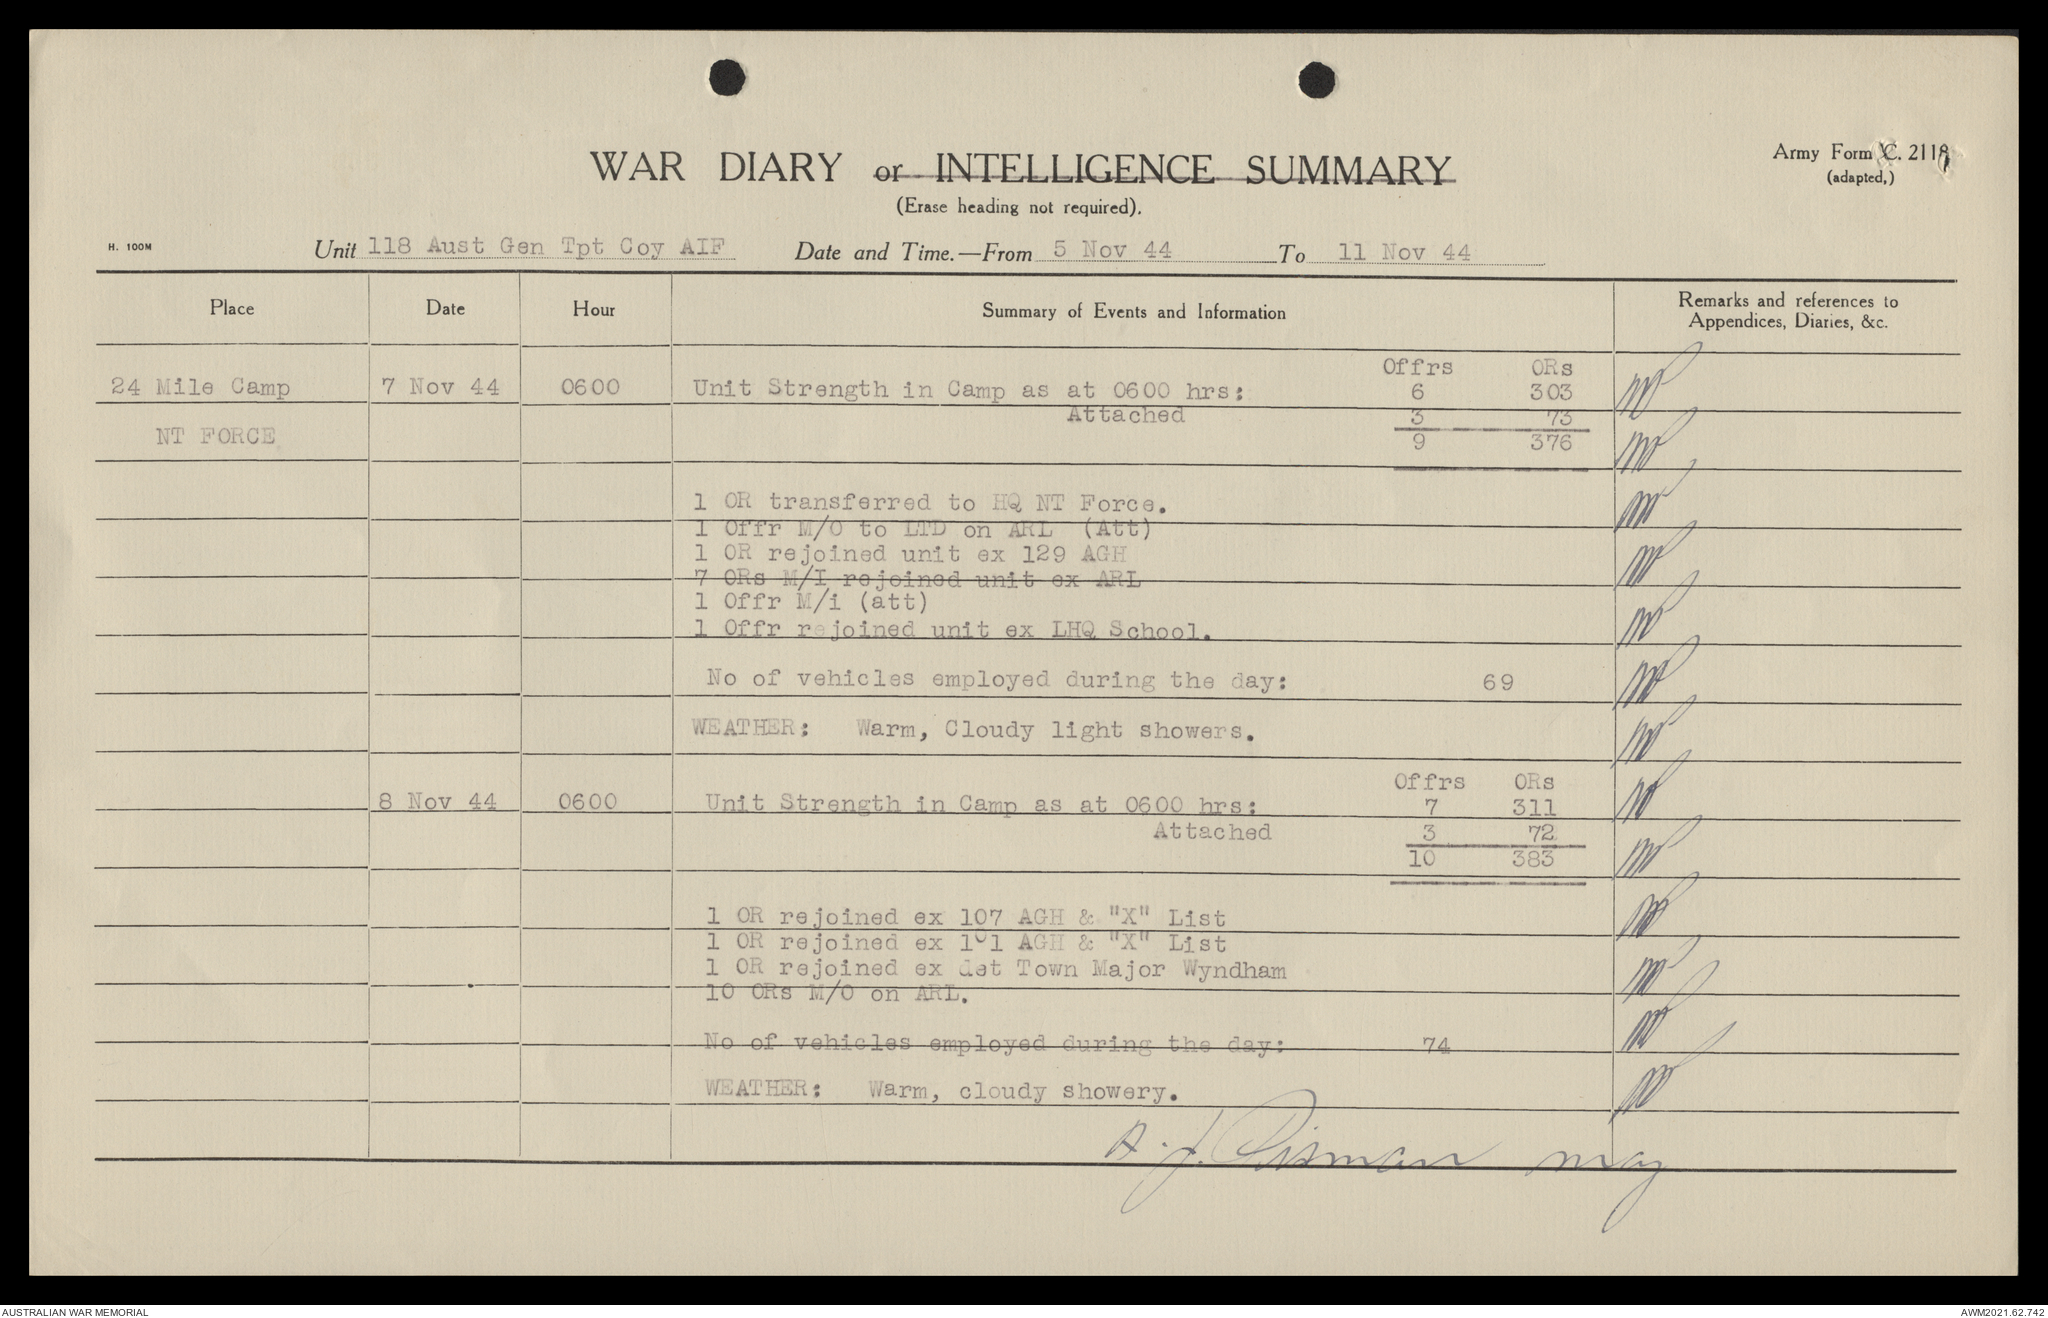 Army Form C. 2118,
(adapted,)
WAR DIARY or INTELLIGENCE SUMMARY
(Erase heading not required).
H. 100M
Unit 118 Aust Gen Tpt Coy AIF Date and Time.—From 5 Nov 44 To 11 Nov 44
Place Date Hour Summary of Events and Information Remarks and references to
Appendices, Diaries, &c.
Offrs ORs
24 Mile Camp 7 Nov 44 0600 Unit Strength in Camp as at 0600 hrs: 6 303
Attached 3 73
NT FORCE 9 376
1 OR transferred to HQ NT Force.
1 Offr M/O to LTD on ARL (Att)
1 OR rejoined unit ex 129 AGH
7 ORs M/I rejoined unit ex ARL
1 Offr M/i (att)
1 Offr rejoined unit ex LHQ School.
No of vehicles employed during the day: 69
WEATHER: Warm, Cloudy light showers.
Offrs ORs
8 Nov 44 0600 Unit Strength in Camp as at 0600 hrs: 7 311
Attached 3 72
10 383
1 OR rejoined ex 107 AGH & "X" List
1 OR rejoined ex 101 AGH & "X" List
1 OR rejoined ex det Town Major Wyndham
10 ORs M/O on ARL.
No of vehicles employed during the day: 74
WEATHER: Warm, cloudy showery.
A. J. Maj
AUSTRALIAN WAR MEMORIAL AWM2021.62.742